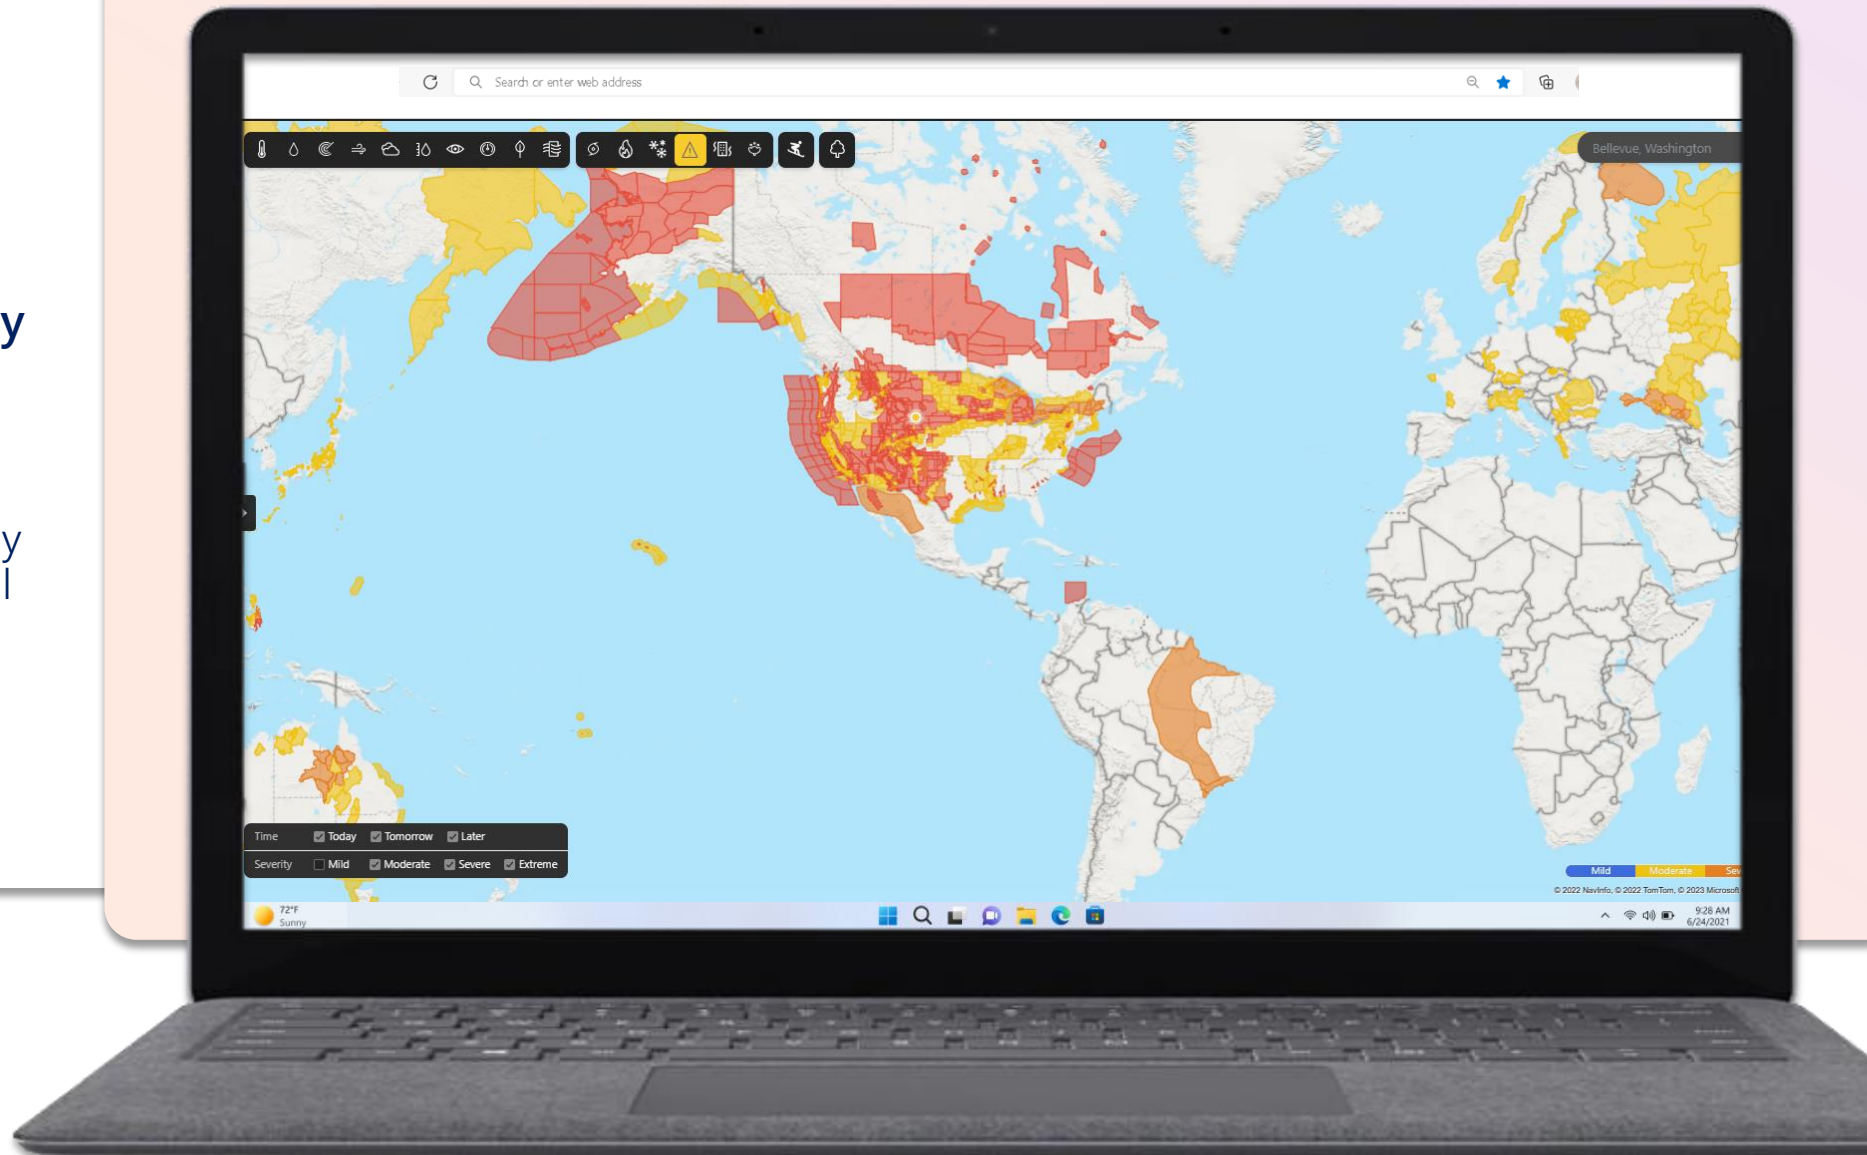 y
y
l
Search or enter web address
Bellevue, Washington
Time Today Tomorrow Later
Severity Mild Moderate Severe Extreme
Mild Moderate Sev
© 2022 NavInfo, © 2022 TomTom, © 2023 Microsoft
72°F
Sunny
9:28 AM
6/24/2021